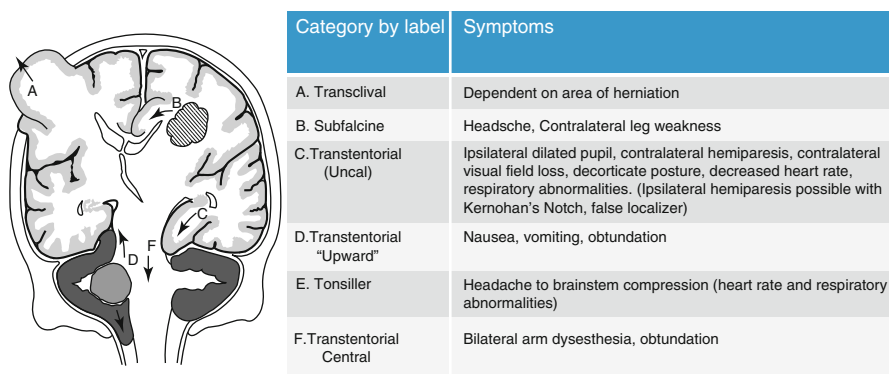 A
B
C
F
D
Category by label Symptoms
A. Transclival Dependent on area of herniation
B. Subfalcine Headsche, Contralateral leg weakness
C.Transtentorial Ipsilateral dilated pupil, contralateral hemiparesis, contralateral
(Uncal) visual field loss, decorticate posture, decreased heart rate,
respiratory abnormalities. (Ipsilateral hemiparesis possible with
Kernohan's Notch, false localizer)
D.Transtentorial Nausea, vomiting, obtundation
“Upward”
E. Tonsiller Headache to brainstem compression (heart rate and respiratory
abnormalities)
F.Transtentorial Bilateral arm dysesthesia, obtundation
Central